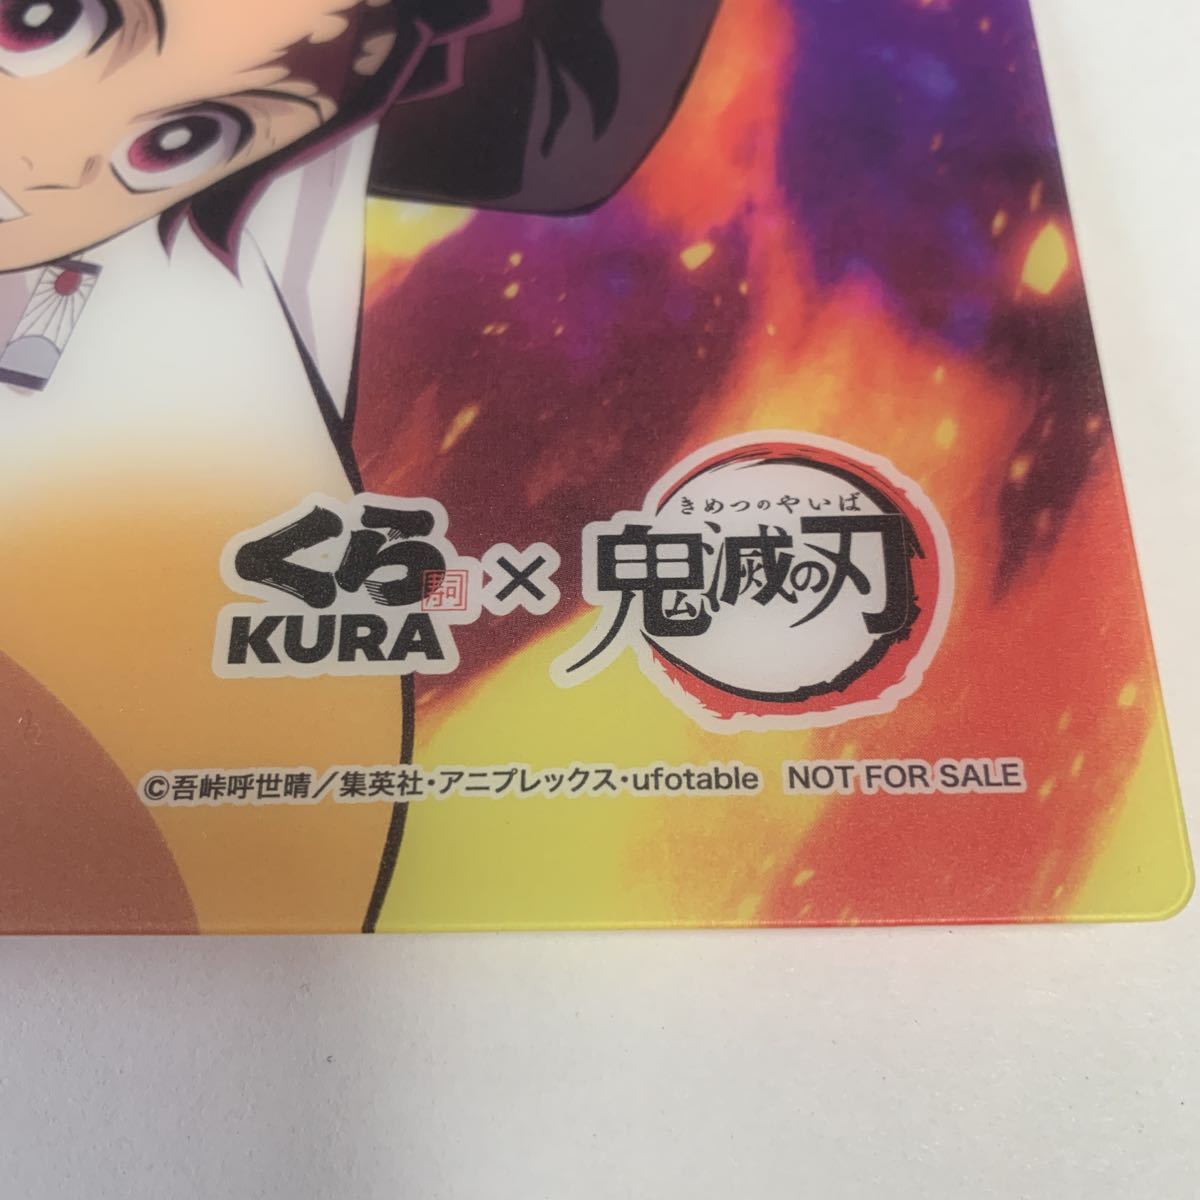 くら
寿司
KURA
×
きめつのやいば
鬼滅の刃
©吾峠呼世晴／集英社・アニプレックス・ufotable NOT FOR SALE